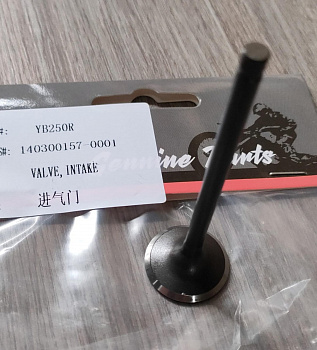 #: YB250R
S#: 140300157-0001
VALVE, INTAKE
进气门
Genuine Parts